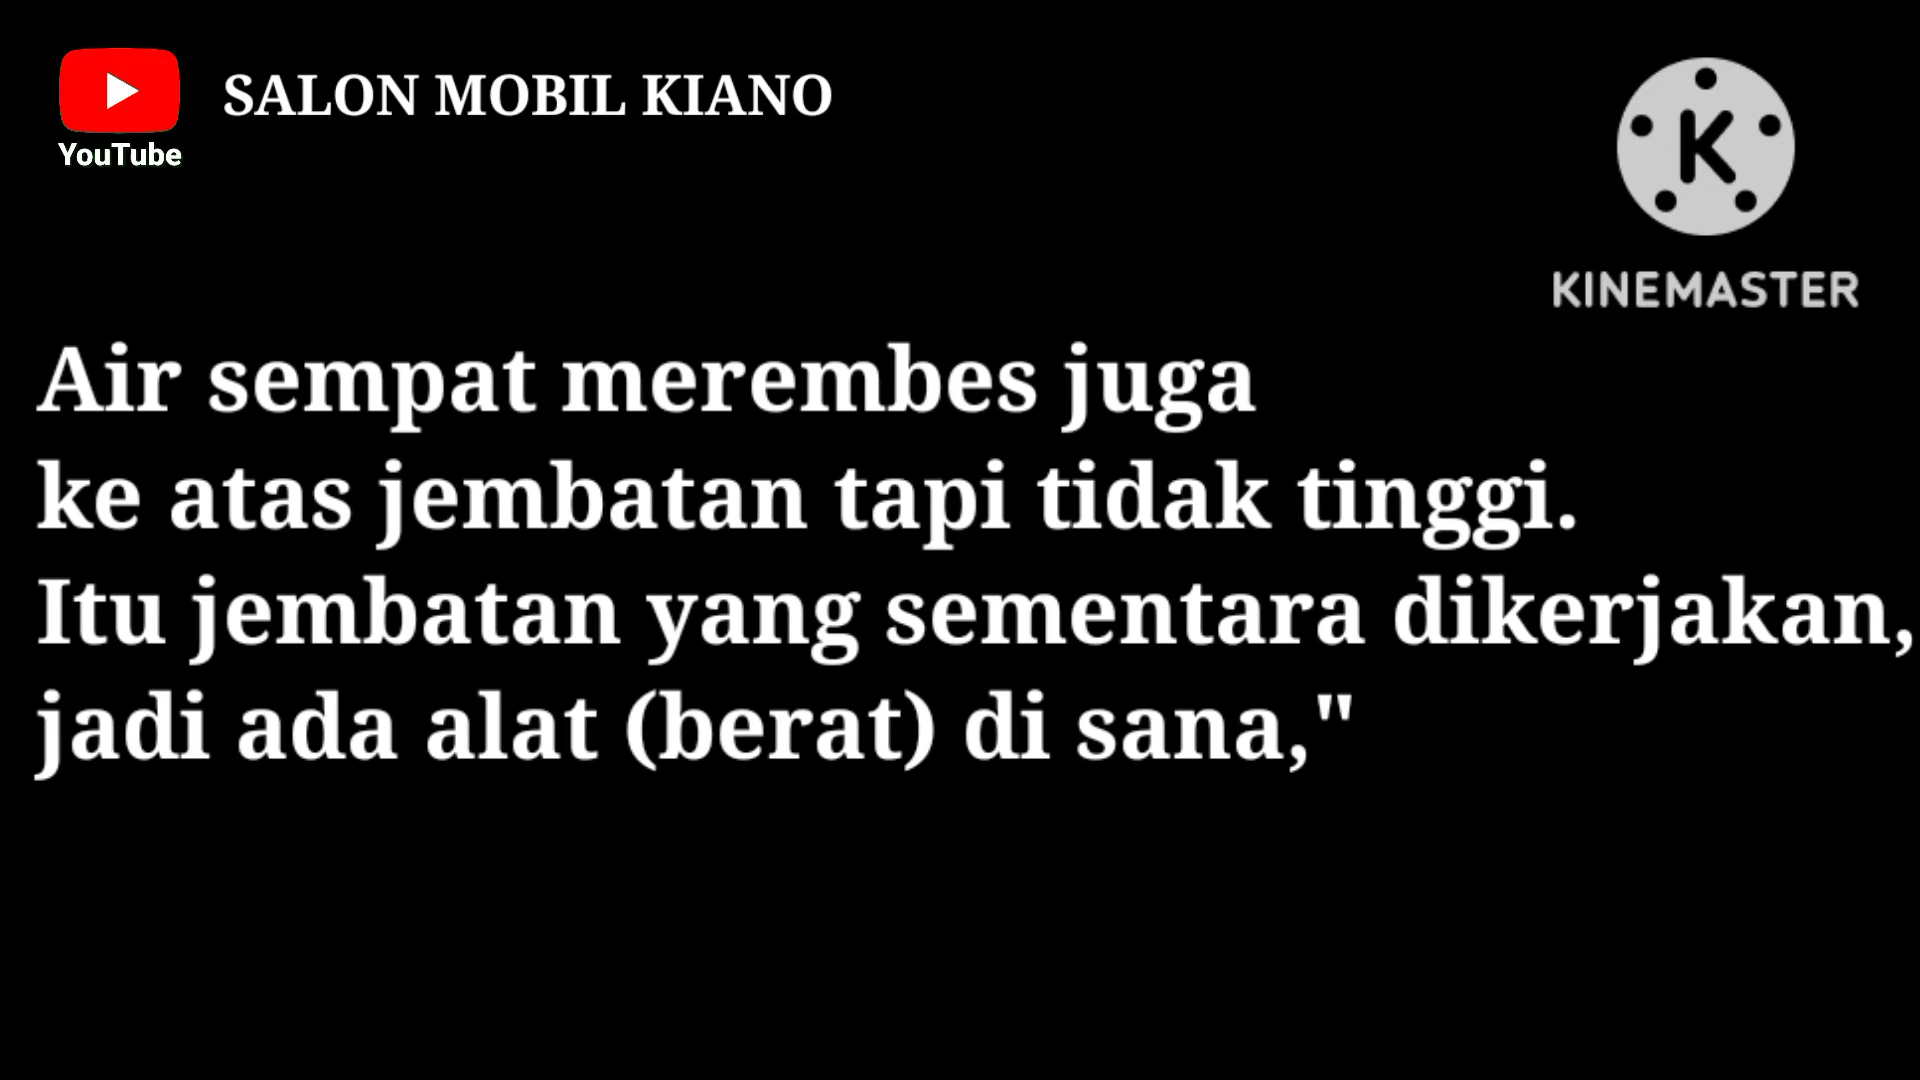 SALON MOBIL KIANO
YouTube
K
KINEMASTER
Air sempat merembes juga
ke atas jembatan tapi tidak tinggi.
Itu jembatan yang sementara dikerjakan,
jadi ada alat (berat) di sana,"